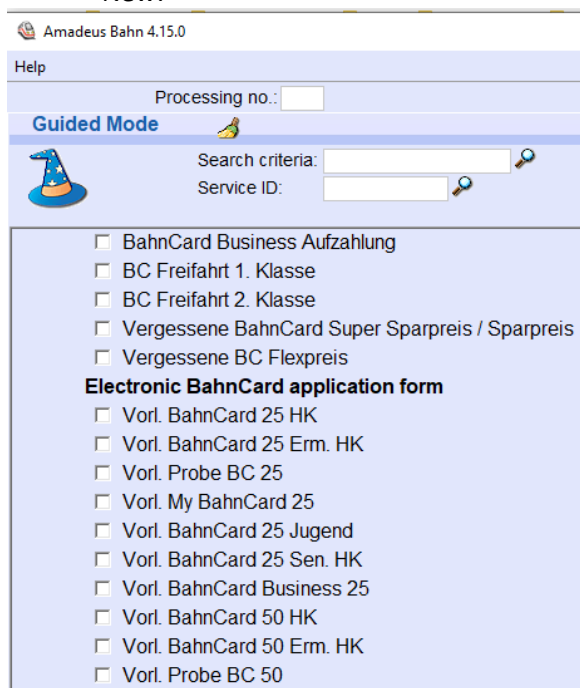 Amadeus Bahn 4.15.0
Help
Processing no.:
Guided Mode
Search criteria:
Service ID:
BahnCard Business Aufzahlung
BC Freifahrt 1. Klasse
BC Freifahrt 2. Klasse
Vergessene BahnCard Super Sparpreis / Sparpreis
Vergessene BC Flexpreis
Electronic BahnCard application form
Vorl. BahnCard 25 HK
Vorl. BahnCard 25 Erm. HK
Vorl. Probe BC 25
Vorl. My BahnCard 25
Vorl. BahnCard 25 Jugend
Vorl. BahnCard 25 Sen. HK
Vorl. BahnCard Business 25
Vorl. BahnCard 50 HK
Vorl. BahnCard 50 Erm. HK
Vorl. Probe BC 50